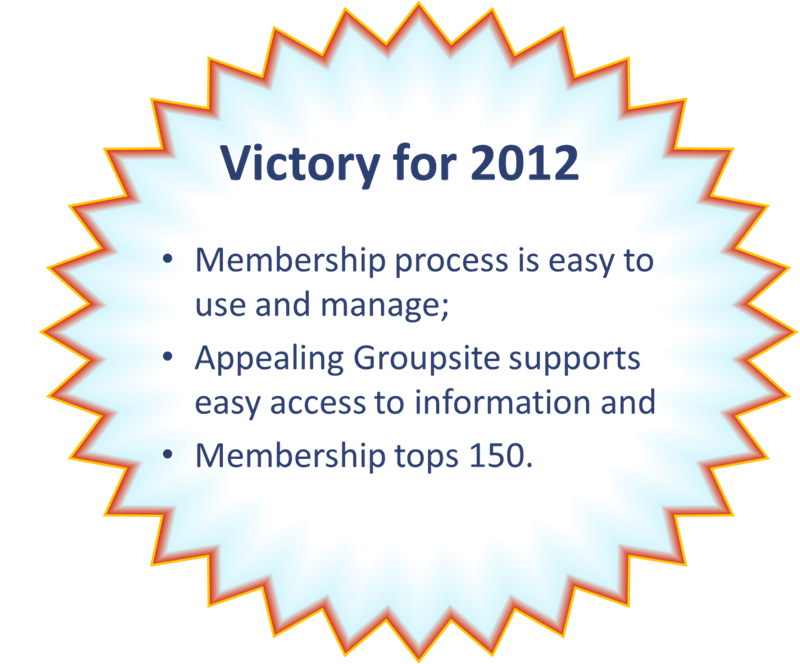 Victory for 2012
• Membership process is easy to
use and manage;
• Appealing Groupsite supports
easy access to information and
• Membership tops 150.